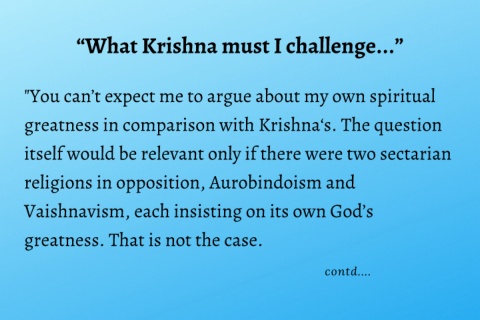 “What Krishna must I challenge...”
"You can’t expect me to argue about my own spiritual
greatness in comparison with Krishna‘s. The question
itself would be relevant only if there were two sectarian
religions in opposition, Aurobindoism and
Vaishnavism, each insisting on its own God’s
greatness. That is not the case.
contd....